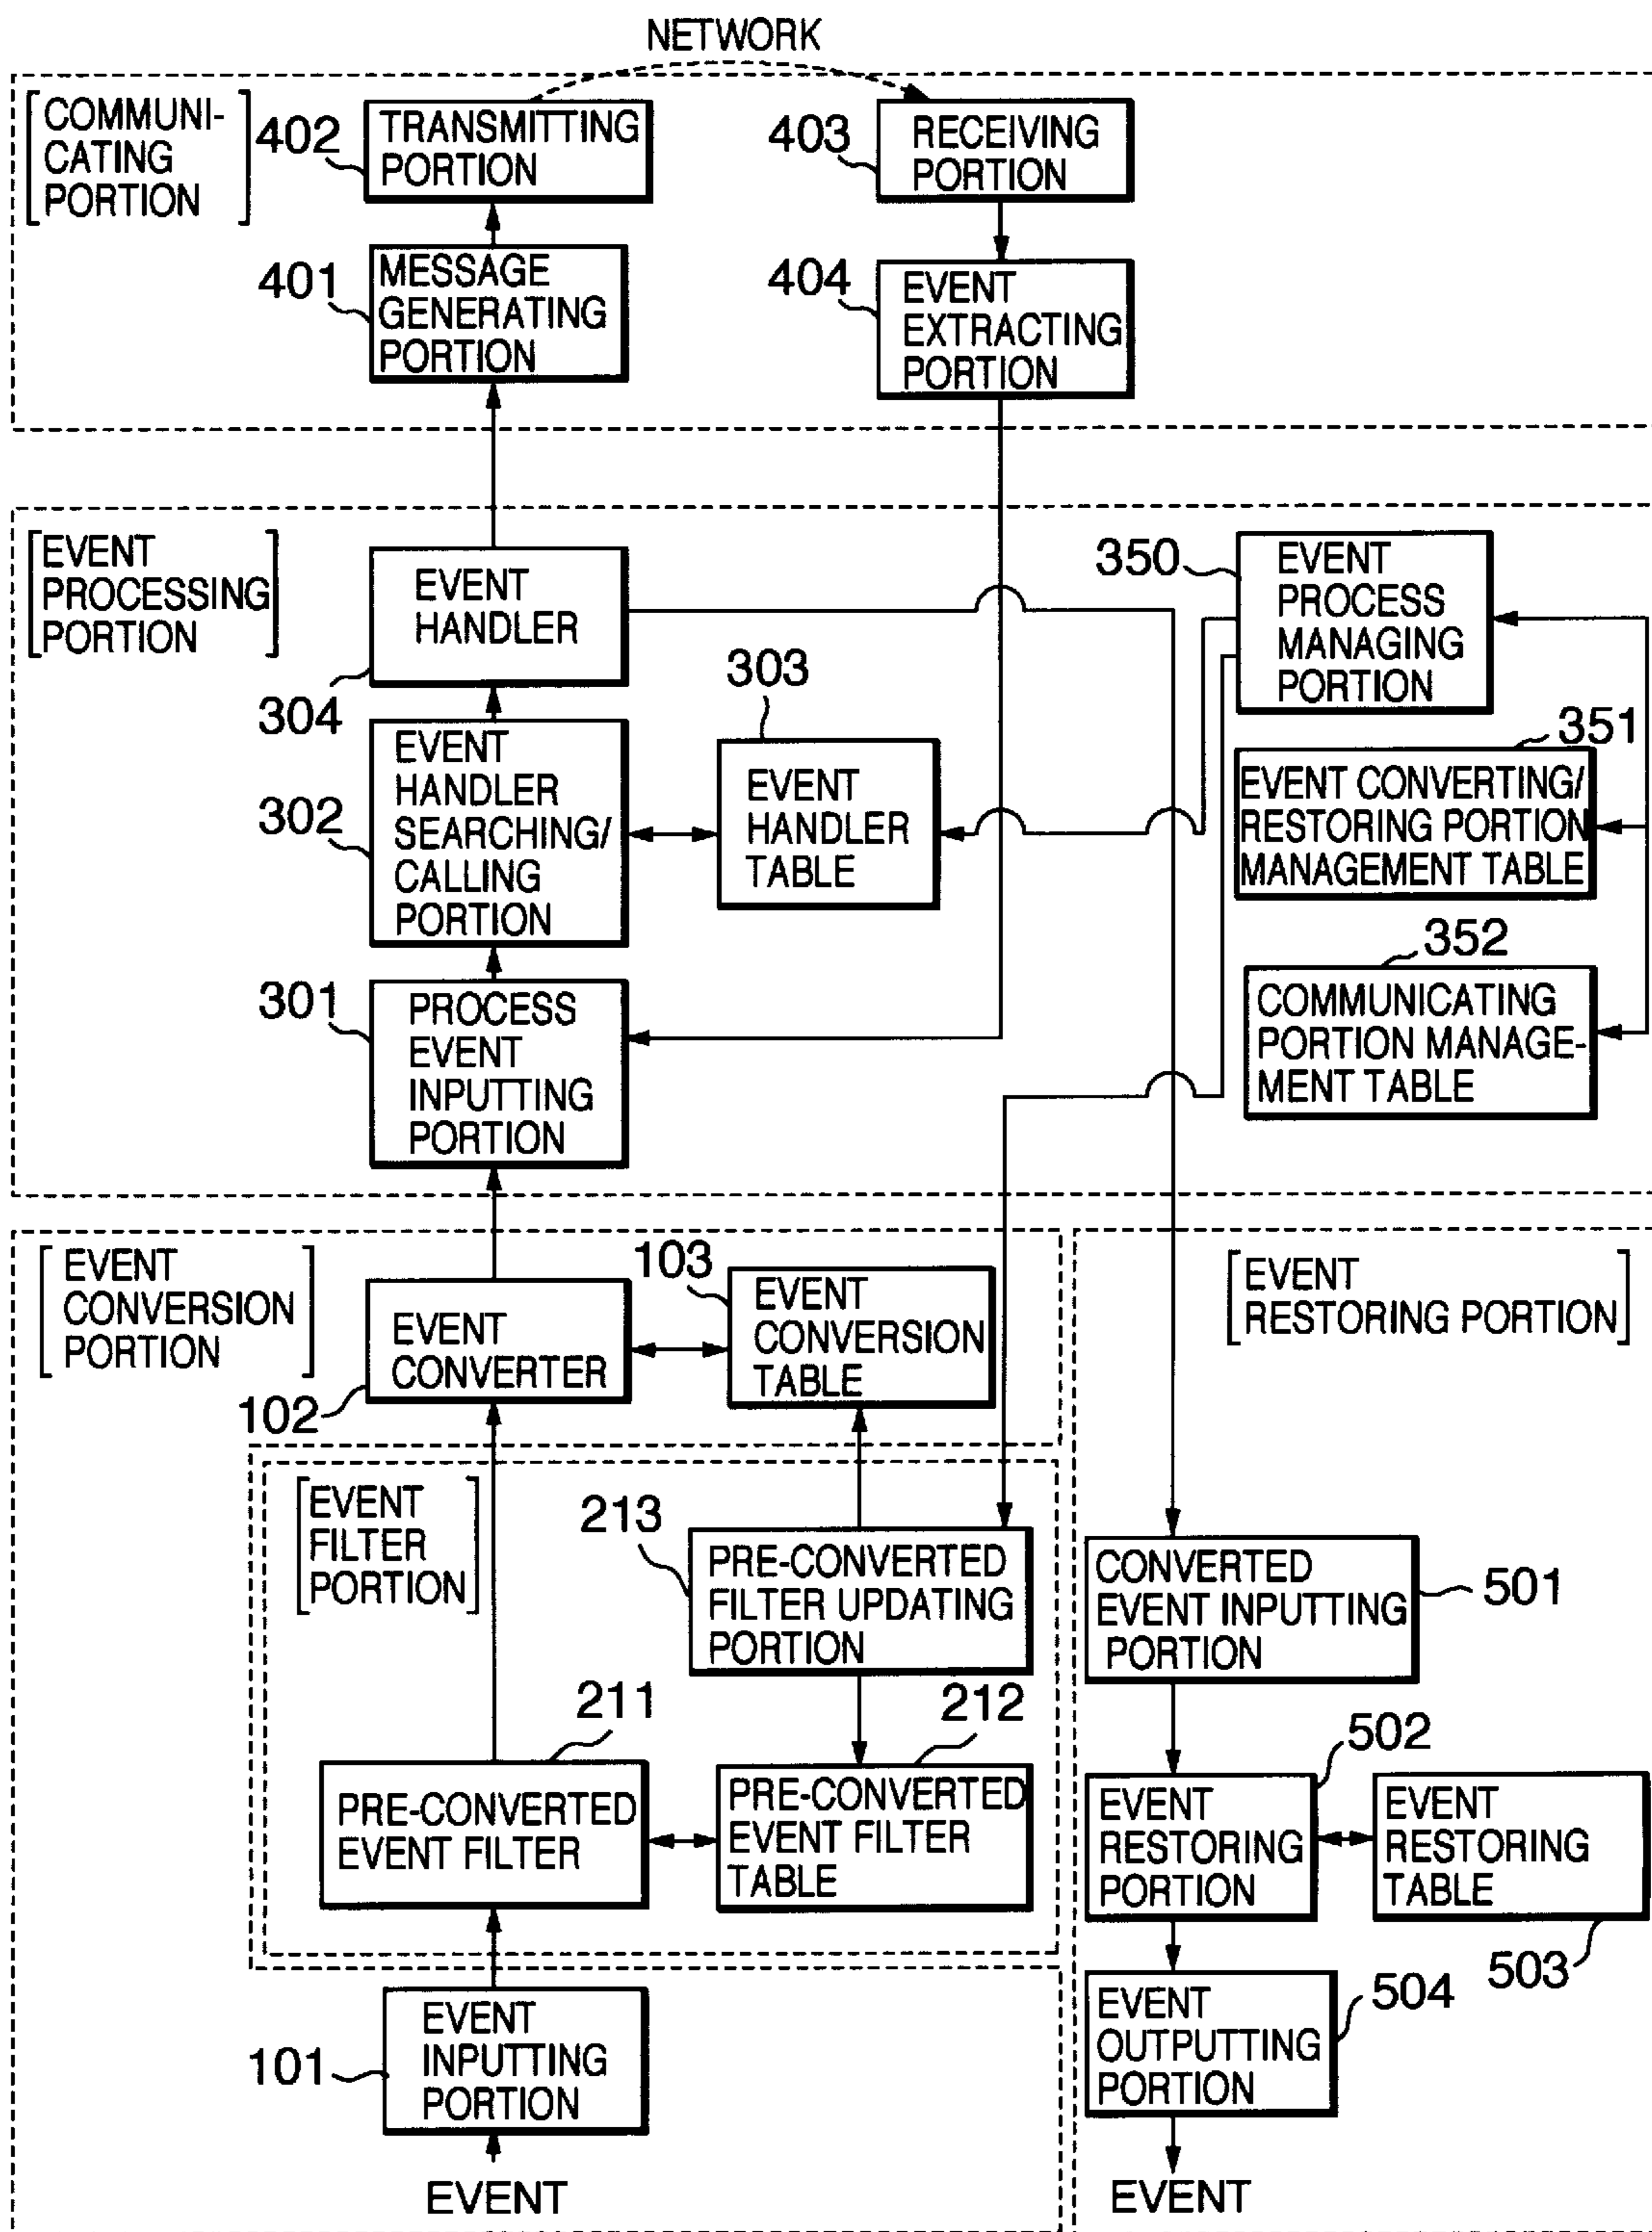 NETWORK
COMMUNI-
CATING
PORTION
402
TRANSMITTING
PORTION
403
RECEIVING
PORTION
401
MESSAGE
GENERATING
PORTION
404
EVENT
EXTRACTING
PORTION
EVENT
PROCESSING
PORTION
EVENT
HANDLER
304
350
EVENT
PROCESS
MANAGING
PORTION
302
EVENT
HANDLER
SEARCHING/
CALLING
PORTION
303
EVENT
HANDLER
TABLE
351
EVENT CONVERTING/
RESTORING PORTION
MANAGEMENT TABLE
352
COMMUNICATING
PORTION MANAGE-
MENT TABLE
301
PROCESS
EVENT
INPUTTING
PORTION
EVENT
CONVERSION
PORTION
EVENT
CONVERTER
102
103
EVENT
CONVERSION
TABLE
EVENT
RESTORING PORTION
EVENT
FILTER
PORTION
213
PRE-CONVERTED
FILTER UPDATING
PORTION
CONVERTED
EVENT INPUTTING
PORTION
501
211
PRE-CONVERTED
EVENT FILTER
212
PRE-CONVERTED
EVENT FILTER
TABLE
502
EVENT
RESTORING
PORTION
EVENT
RESTORING
TABLE
503
101
EVENT
INPUTTING
PORTION
EVENT
OUTPUTTING
PORTION
504
EVENT
EVENT